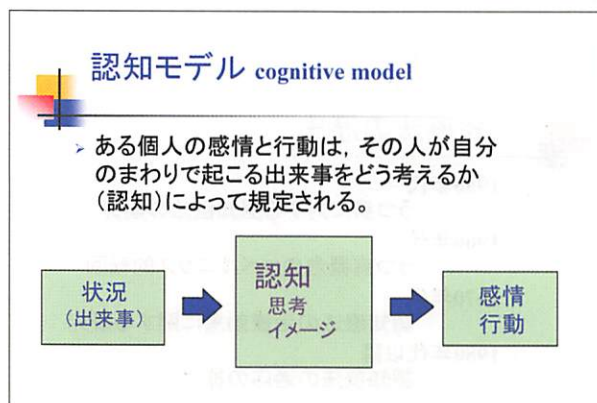 認知モデル cognitive model
ある個人の感情と行動は，その人が自分
のまわりで起こる出来事をどう考えるか
（認知）によって規定される。
状況
（出来事）
認知
思考
イメージ
感情
行動